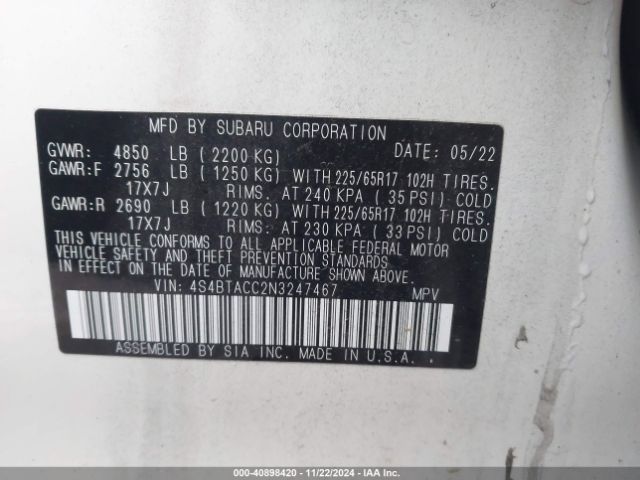 MFD BY SUBARU CORPORATION
GVWR: 4850 LB (2200 KG) DATE: 05/22
GAWR:F 2756 LB (1250 KG) WITH 225/65R17 102H TIRES.
17X7J RIMS. AT 240 KPA (35 PSI) COLD
GAWR:R 2690 LB (1220 KG) WITH 225/65R17 102H TIRES.
17X7J RIMS. AT 230 KPA (33 PSI) COLD
THIS VEHICLE CONFORMS TO ALL APPLICABLE FEDERAL MOTOR
VEHICLE SAFETY AND THEFT PREVENTION STANDARDS
IN EFFECT ON THE DATE OF MANUFACTURE SHOWN ABOVE.
VIN: 4S4BTACC2N3247467 MPV
ASSEMBLED BY SIA INC. MADE IN U.S.A.
000-40898420 - 11/22/2024 - IAA Inc.